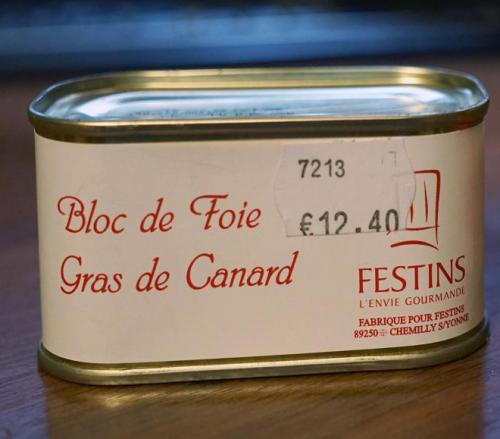 7213
€12.40
Bloc de Foie
Gras de Canard
FESTINS
L'ENVIE GOURMANDE
FABRIQUE POUR FESTINS
89250 CHEMILLY S/YONNE